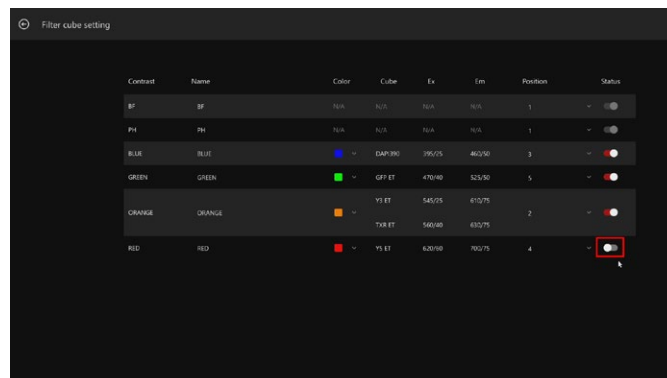 Filter cube setting
Contrast Name Color Cube Ex Em Position Status
BF BF N/A N/A N/A N/A 1
PH PH N/A N/A N/A N/A 1
BLUE BLUE DAPI390 395/25 460/50 3
GREEN GREEN GFP ET 470/40 525/50 5
Y3 ET 545/25 610/75
ORANGE ORANGE 2
TXR ET 560/40 630/75
RED RED Y5 ET 620/60 700/75 4